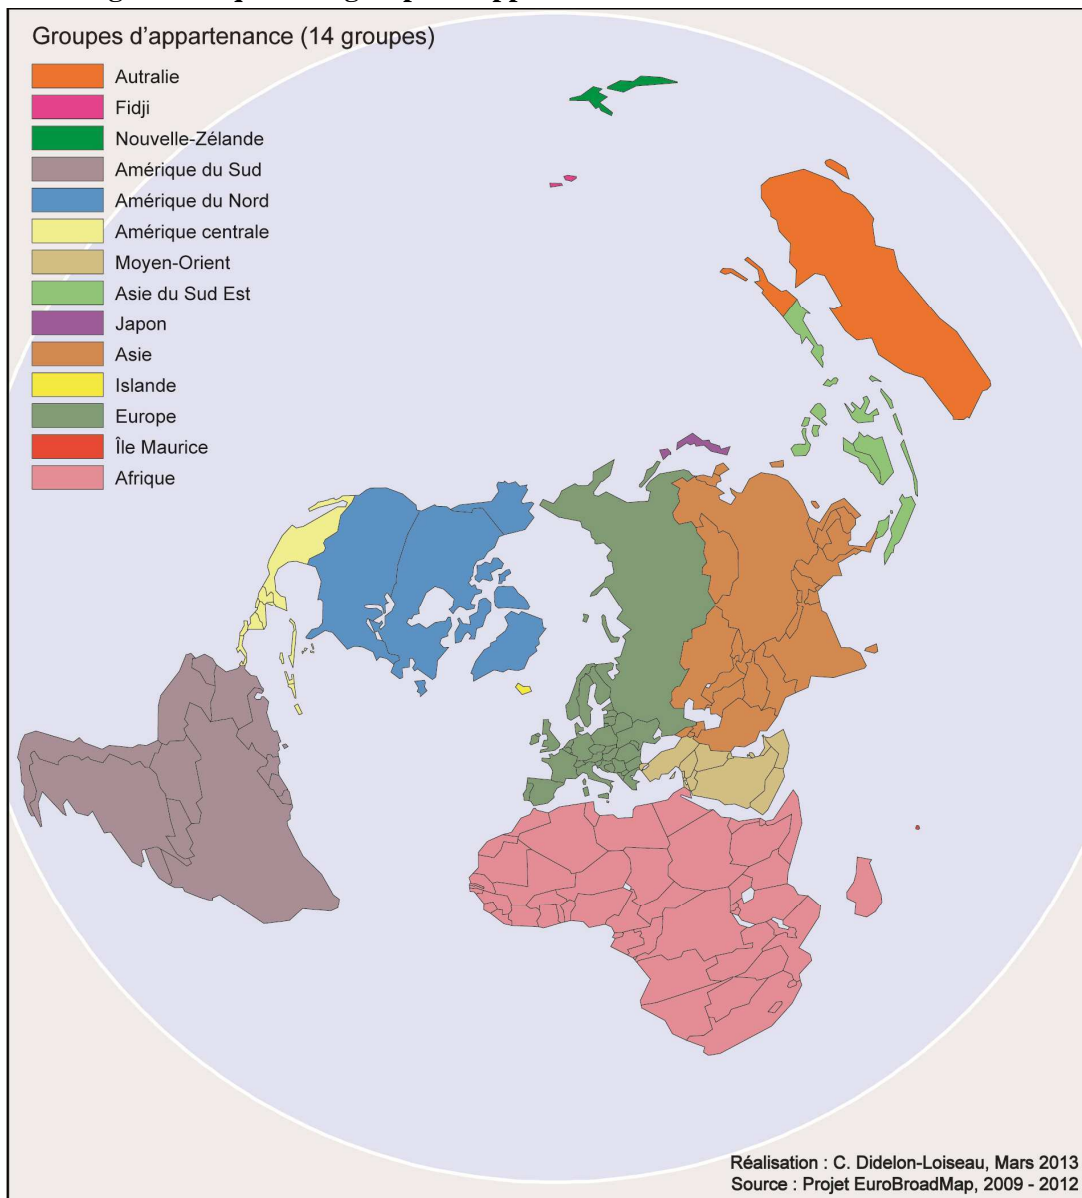 Groupes d’appartenance (14 groupes)
Autralie
Fidji
Nouvelle-Zélande
Amérique du Sud
Amérique du Nord
Amérique centrale
Moyen-Orient
Asie du Sud Est
Japon
Asie
Islande
Europe
Île Maurice
Afrique
Réalisation : C. Didelon-Loiseau, Mars 2013
Source : Projet EuroBroadMap, 2009 - 2012